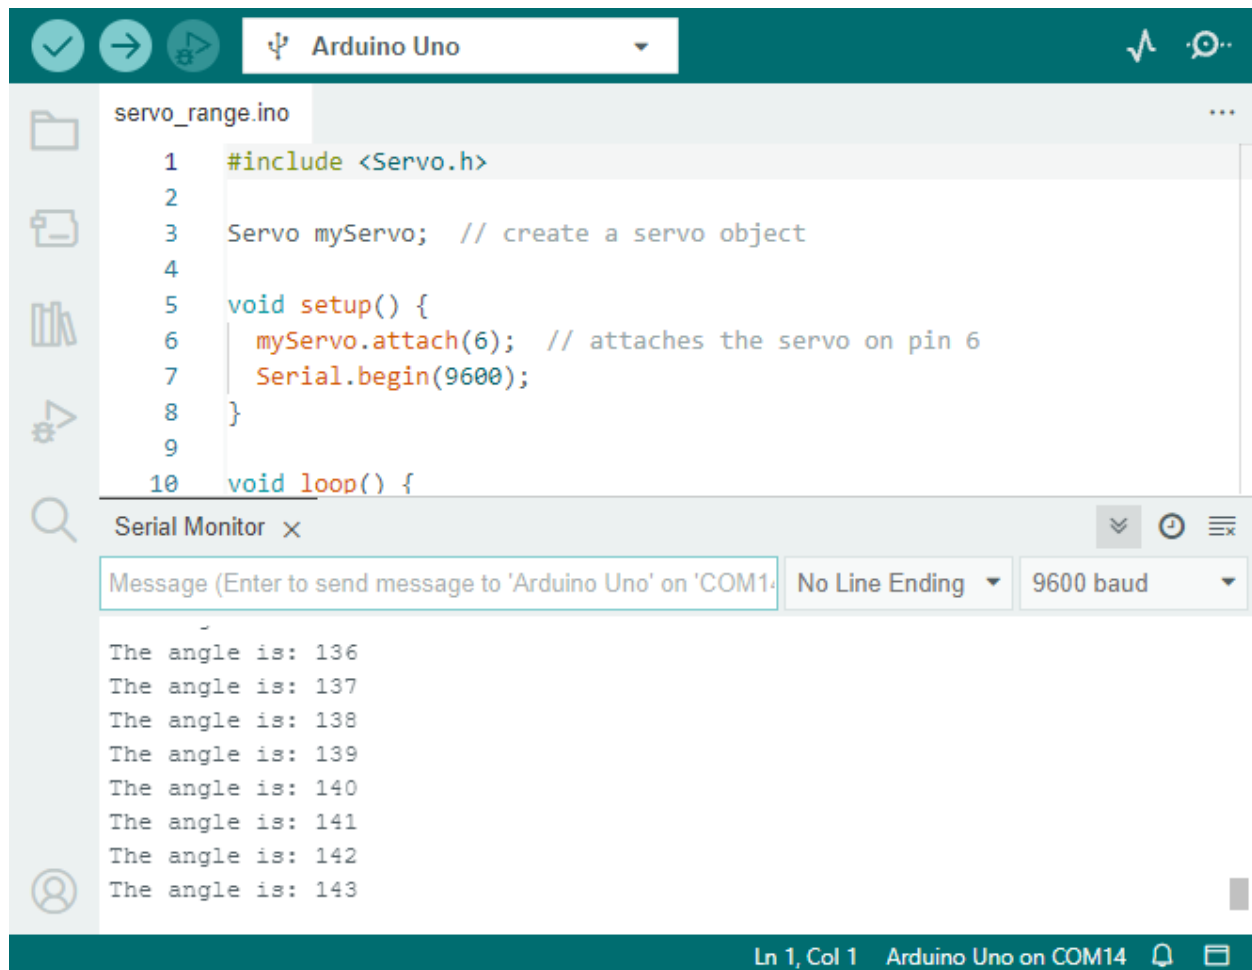 Arduino Uno
servo_range.ino
1 #include <Servo.h>
2
3 Servo myServo;  // create a servo object
4
5 void setup() {
6   myServo.attach(6);  // attaches the servo on pin 6
7   Serial.begin(9600);
8 }
9
10 void loop() {
Serial Monitor
Message (Enter to send message to 'Arduino Uno' on 'COM14
No Line Ending
9600 baud
The angle is: 136
The angle is: 137
The angle is: 138
The angle is: 139
The angle is: 140
The angle is: 141
The angle is: 142
The angle is: 143
Ln 1, Col 1 Arduino Uno on COM14